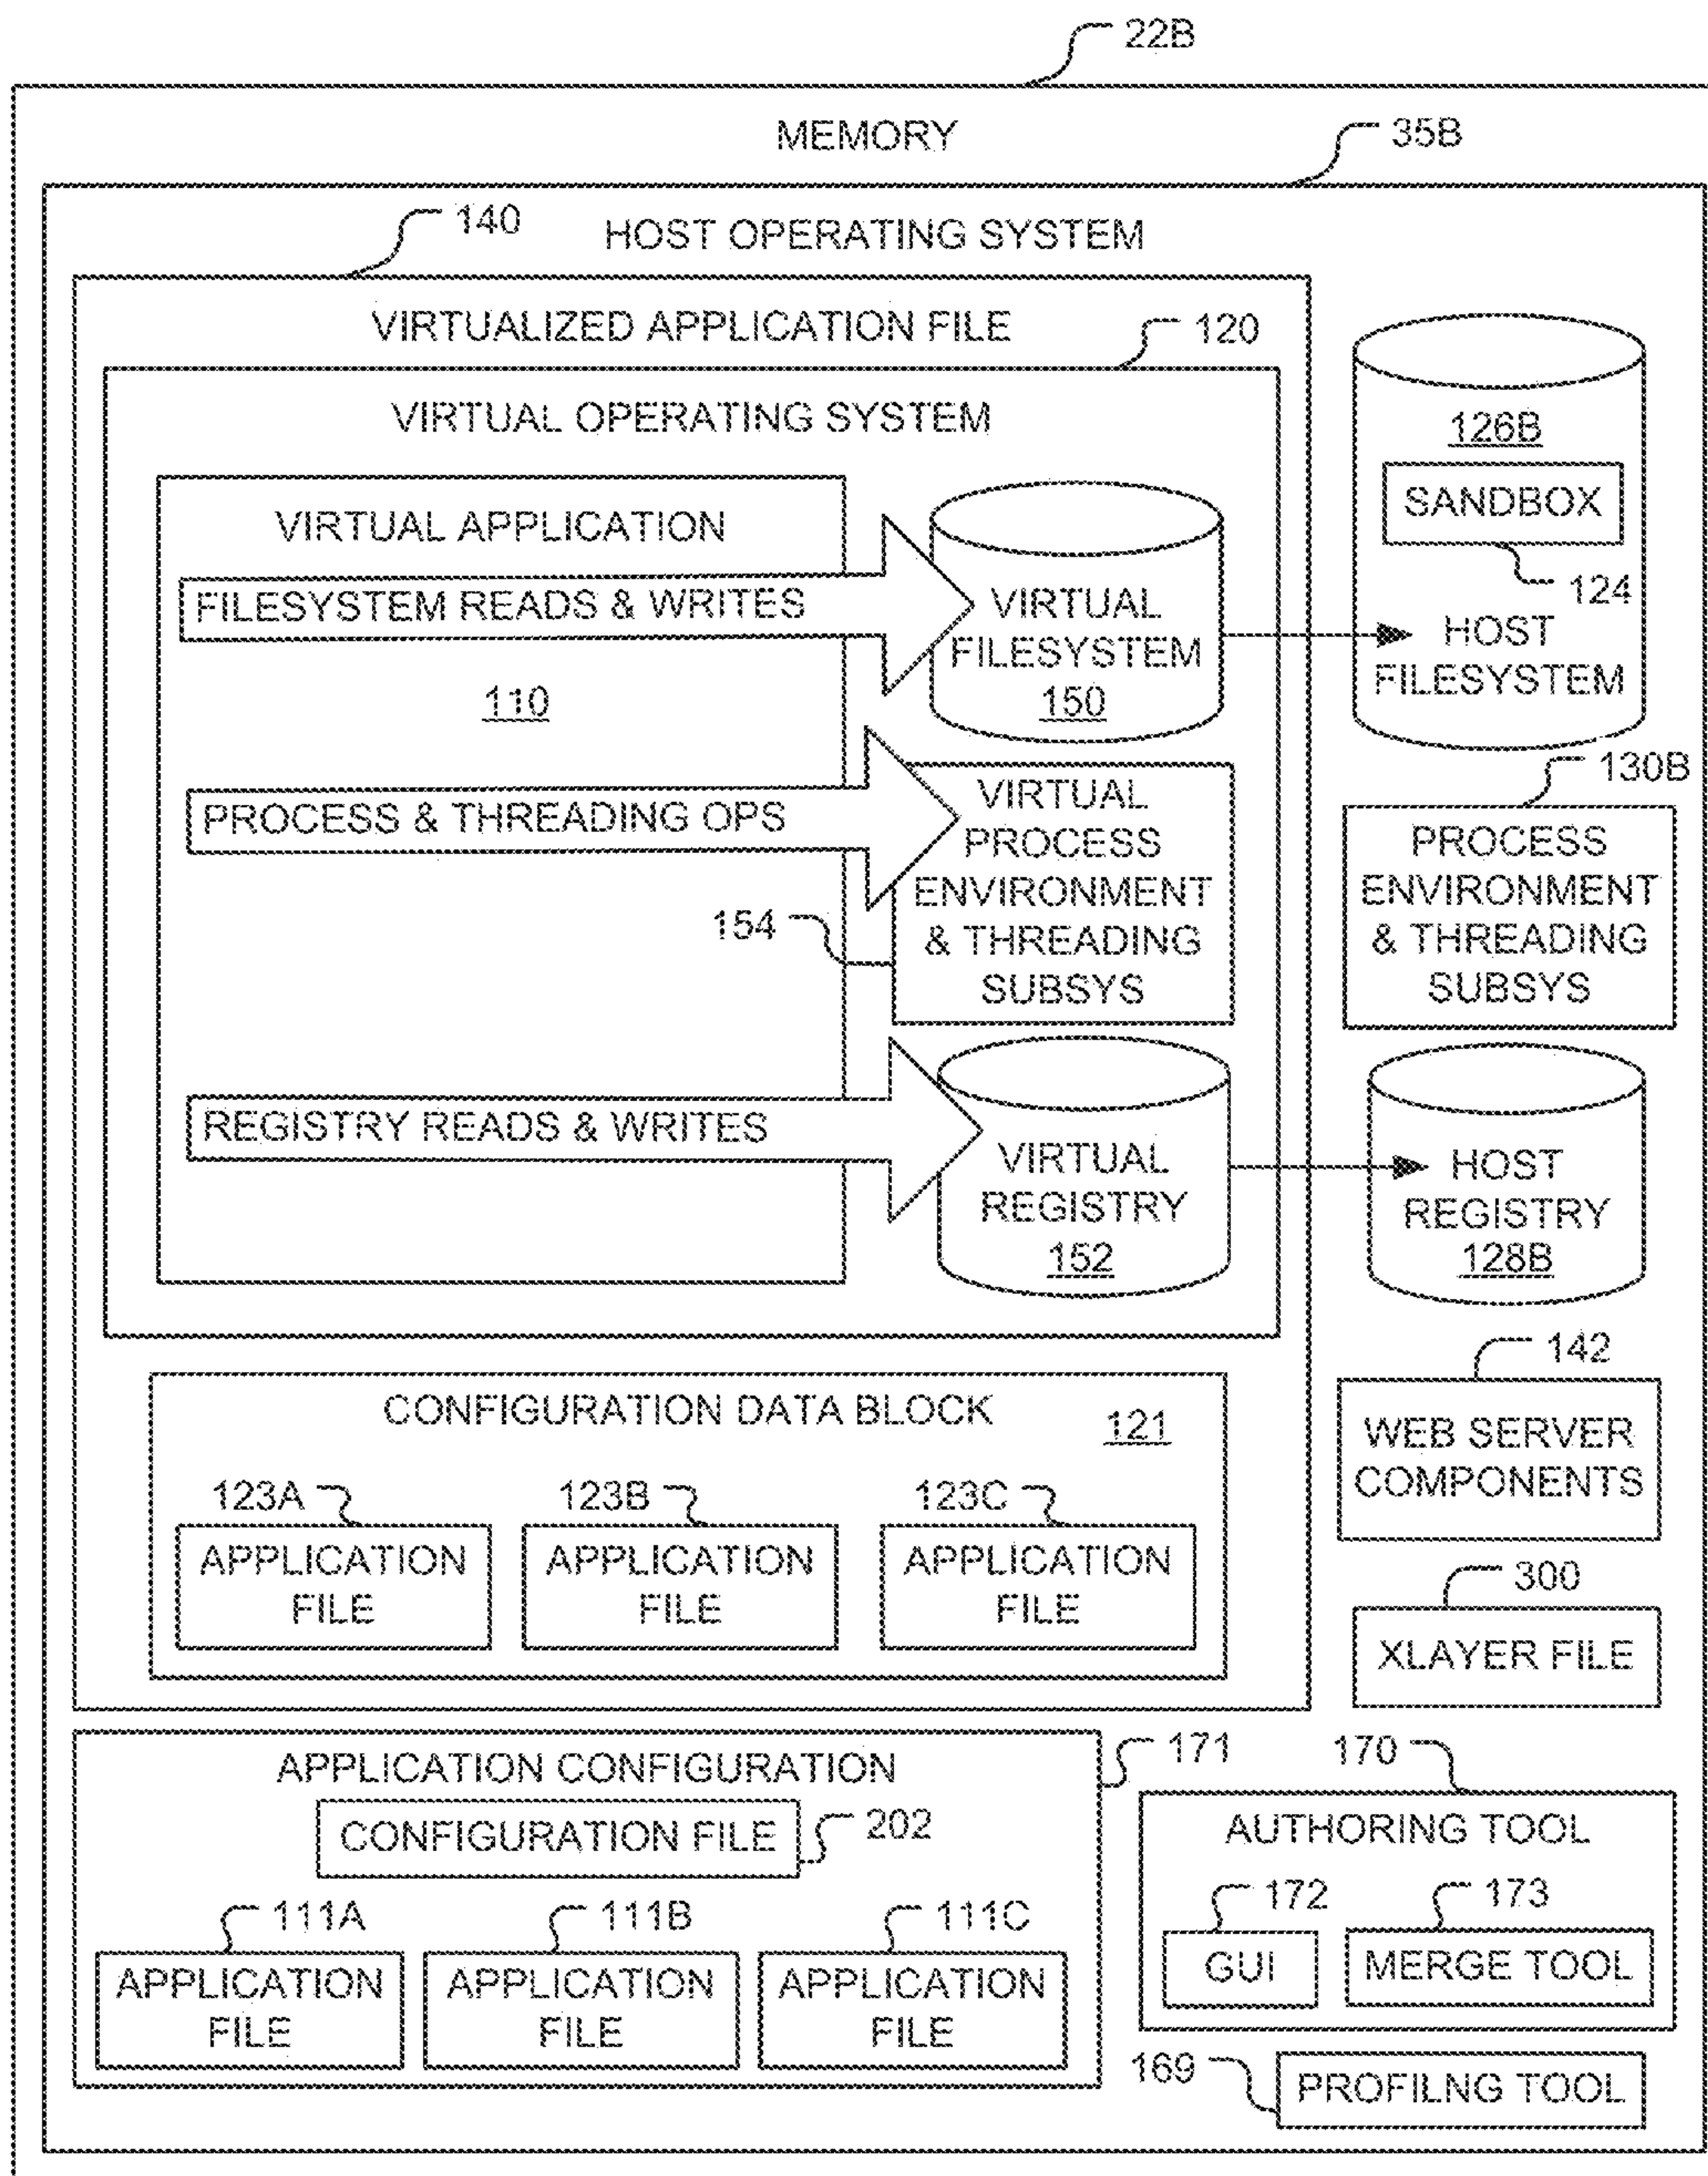 22B
MEMORY
35B
HOST OPERATING SYSTEM
140
VIRTUALIZED APPLICATION FILE
120
VIRTUAL OPERATING SYSTEM
VIRTUAL APPLICATION
FILESYSTEM READS & WRITES
110
PROCESS & THREADING OPS
154
REGISTRY READS & WRITES
VIRTUAL
FILESYSTEM
150
VIRTUAL
PROCESS
ENVIRONMENT
& THREADING
SUBSYS
VIRTUAL
REGISTRY
152
126B
SANDBOX
124
HOST
FILESYSTEM
130B
PROCESS
ENVIRONMENT
& THREADING
SUBSYS
HOST
REGISTRY
128B
CONFIGURATION DATA BLOCK
121
123A
123B
123C
APPLICATION
FILE
APPLICATION
FILE
APPLICATION
FILE
142
WEB SERVER
COMPONENTS
300
XLAYER FILE
171
APPLICATION CONFIGURATION
CONFIGURATION FILE
202
111A
111B
111C
APPLICATION
FILE
APPLICATION
FILE
APPLICATION
FILE
170
AUTHORING TOOL
172
173
GUI
MERGE TOOL
169
PROFILNG TOOL